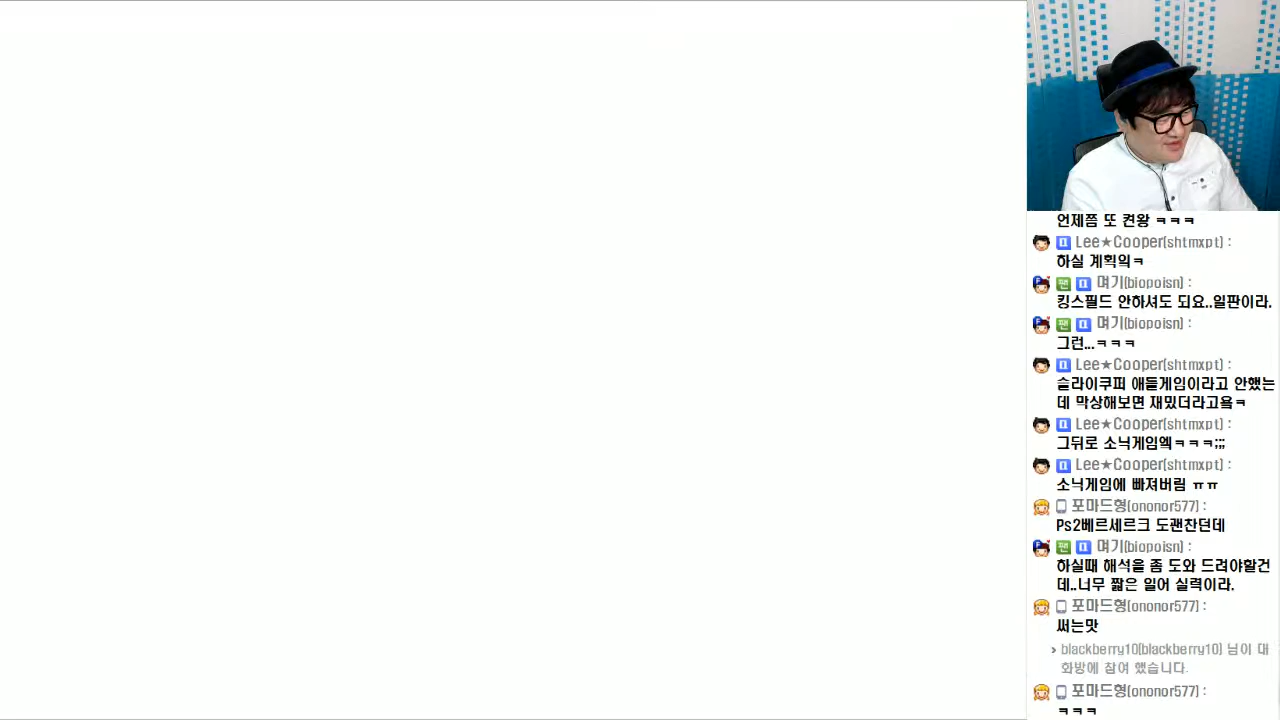 언제쯤 또 켠왕 ㅋㅋㅋ
Lee★Cooper(shtmxpt) :
하실 계획의ㅋ
며기(biopoisn) :
킹스필드 안하셔도 되요..일판이라.
며기(biopoisn) :
그런...ㅋㅋㅋ
Lee★Cooper(shtmxpt) :
슬라이쿠퍼 애들게임이라고 안했는
데 막상해보면 재밌더라고욬ㅋ
Lee★Cooper(shtmxpt) :
그뒤로 소닉게임엨ㅋㅋㅋ;;;
Lee★Cooper(shtmxpt) :
소닉게임에 빠져버림 ㅠㅠ
포마드형(ononor577) :
Ps2베르세르크 도괜찬던데
며기(biopoisn) :
하실때 해석을 좀 도와 드려야할건
데..너무 짧은 일어 실력이라.
포마드형(ononor577) :
써는맛
blackberry10(blackberry10) 님이 대
화방에 참여 했습니다.
포마드형(ononor577) :
ㅋㅋㅋ